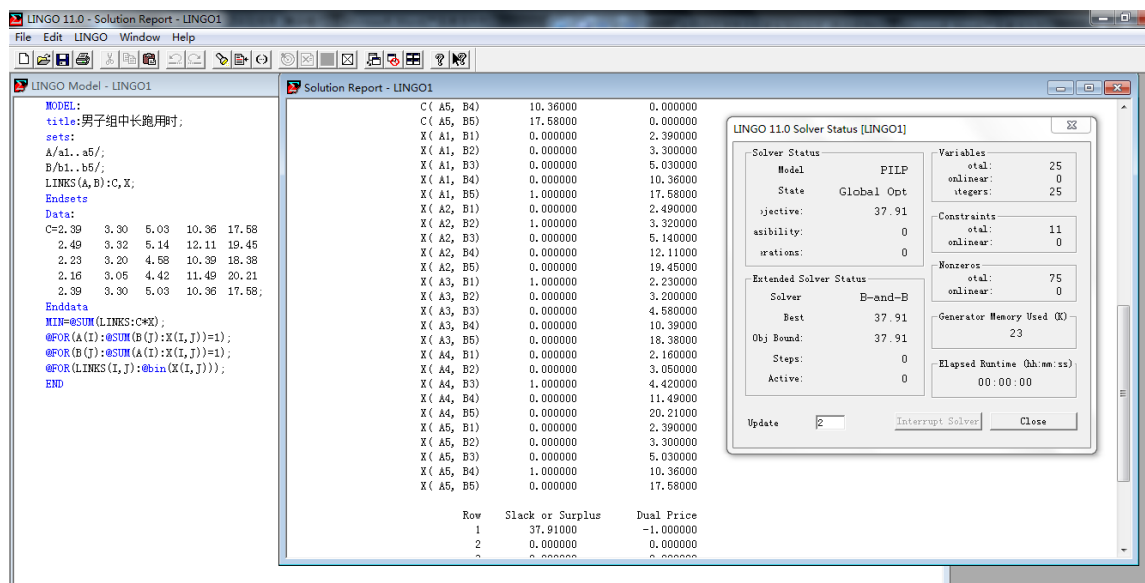 LINGO 11.0 - Solution Report - LINGO1
File Edit LINGO Window Help
LINGO Model - LINGO1
MODEL:
title:男子组中长跑用时;
sets:
A/a1..a5/;
B/b1..b5/;
LINKS(A,B):C,X;
Endsets
Data:
C=2.39 3.30 5.03 10.36 17.58
2.49 3.32 5.14 12.11 19.45
2.23 3.20 4.58 10.39 18.38
2.16 3.05 4.42 11.49 20.21
2.39 3.30 5.03 10.36 17.58;
Enddata
MIN=@SUM(LINKS:C*X);
@FOR(A(I):@SUM(B(J):X(I,J))=1);
@FOR(B(J):@SUM(A(I):X(I,J))=1);
@FOR(LINKS(I,J):@bin(X(I,J)));
END
Solution Report - LINGO1
C( A5, B4) 10.36000 0.000000
C( A5, B5) 17.58000 0.000000
X( A1, B1) 0.000000 2.390000
X( A1, B2) 0.000000 3.300000
X( A1, B3) 0.000000 5.030000
X( A1, B4) 0.000000 10.36000
X( A1, B5) 1.000000 17.58000
X( A2, B1) 0.000000 2.490000
X( A2, B2) 1.000000 3.320000
X( A2, B3) 0.000000 5.140000
X( A2, B4) 0.000000 12.11000
X( A2, B5) 0.000000 19.45000
X( A3, B1) 1.000000 2.230000
X( A3, B2) 0.000000 3.200000
X( A3, B3) 0.000000 4.580000
X( A3, B4) 0.000000 10.39000
X( A3, B5) 0.000000 18.38000
X( A4, B1) 0.000000 2.160000
X( A4, B2) 0.000000 3.050000
X( A4, B3) 1.000000 4.420000
X( A4, B4) 0.000000 11.49000
X( A4, B5) 0.000000 20.21000
X( A5, B1) 0.000000 2.390000
X( A5, B2) 0.000000 3.300000
X( A5, B3) 0.000000 5.030000
X( A5, B4) 1.000000 10.36000
X( A5, B5) 0.000000 17.58000
Row Slack or Surplus Dual Price
1 37.91000 -1.000000
2 0.000000 0.000000
LINGO 11.0 Solver Status [LINGO1]
Solver Status
Model PILP
State Global Opt
jective: 37.91
asibility: 0
erations: 0
Extended Solver Status
Solver B-and-B
Best 37.91
Obj Bound: 37.91
Steps: 0
Active: 0
Variables
otal: 25
onlinear: 0
ntegers: 25
Constraints
otal: 11
onlinear: 0
Nonzeros
otal: 75
onlinear: 0
Generator Memory Used (K)
23
Elapsed Runtime (hh:mm:ss)
00:00:00
Update 2 Interrupt Solver Close